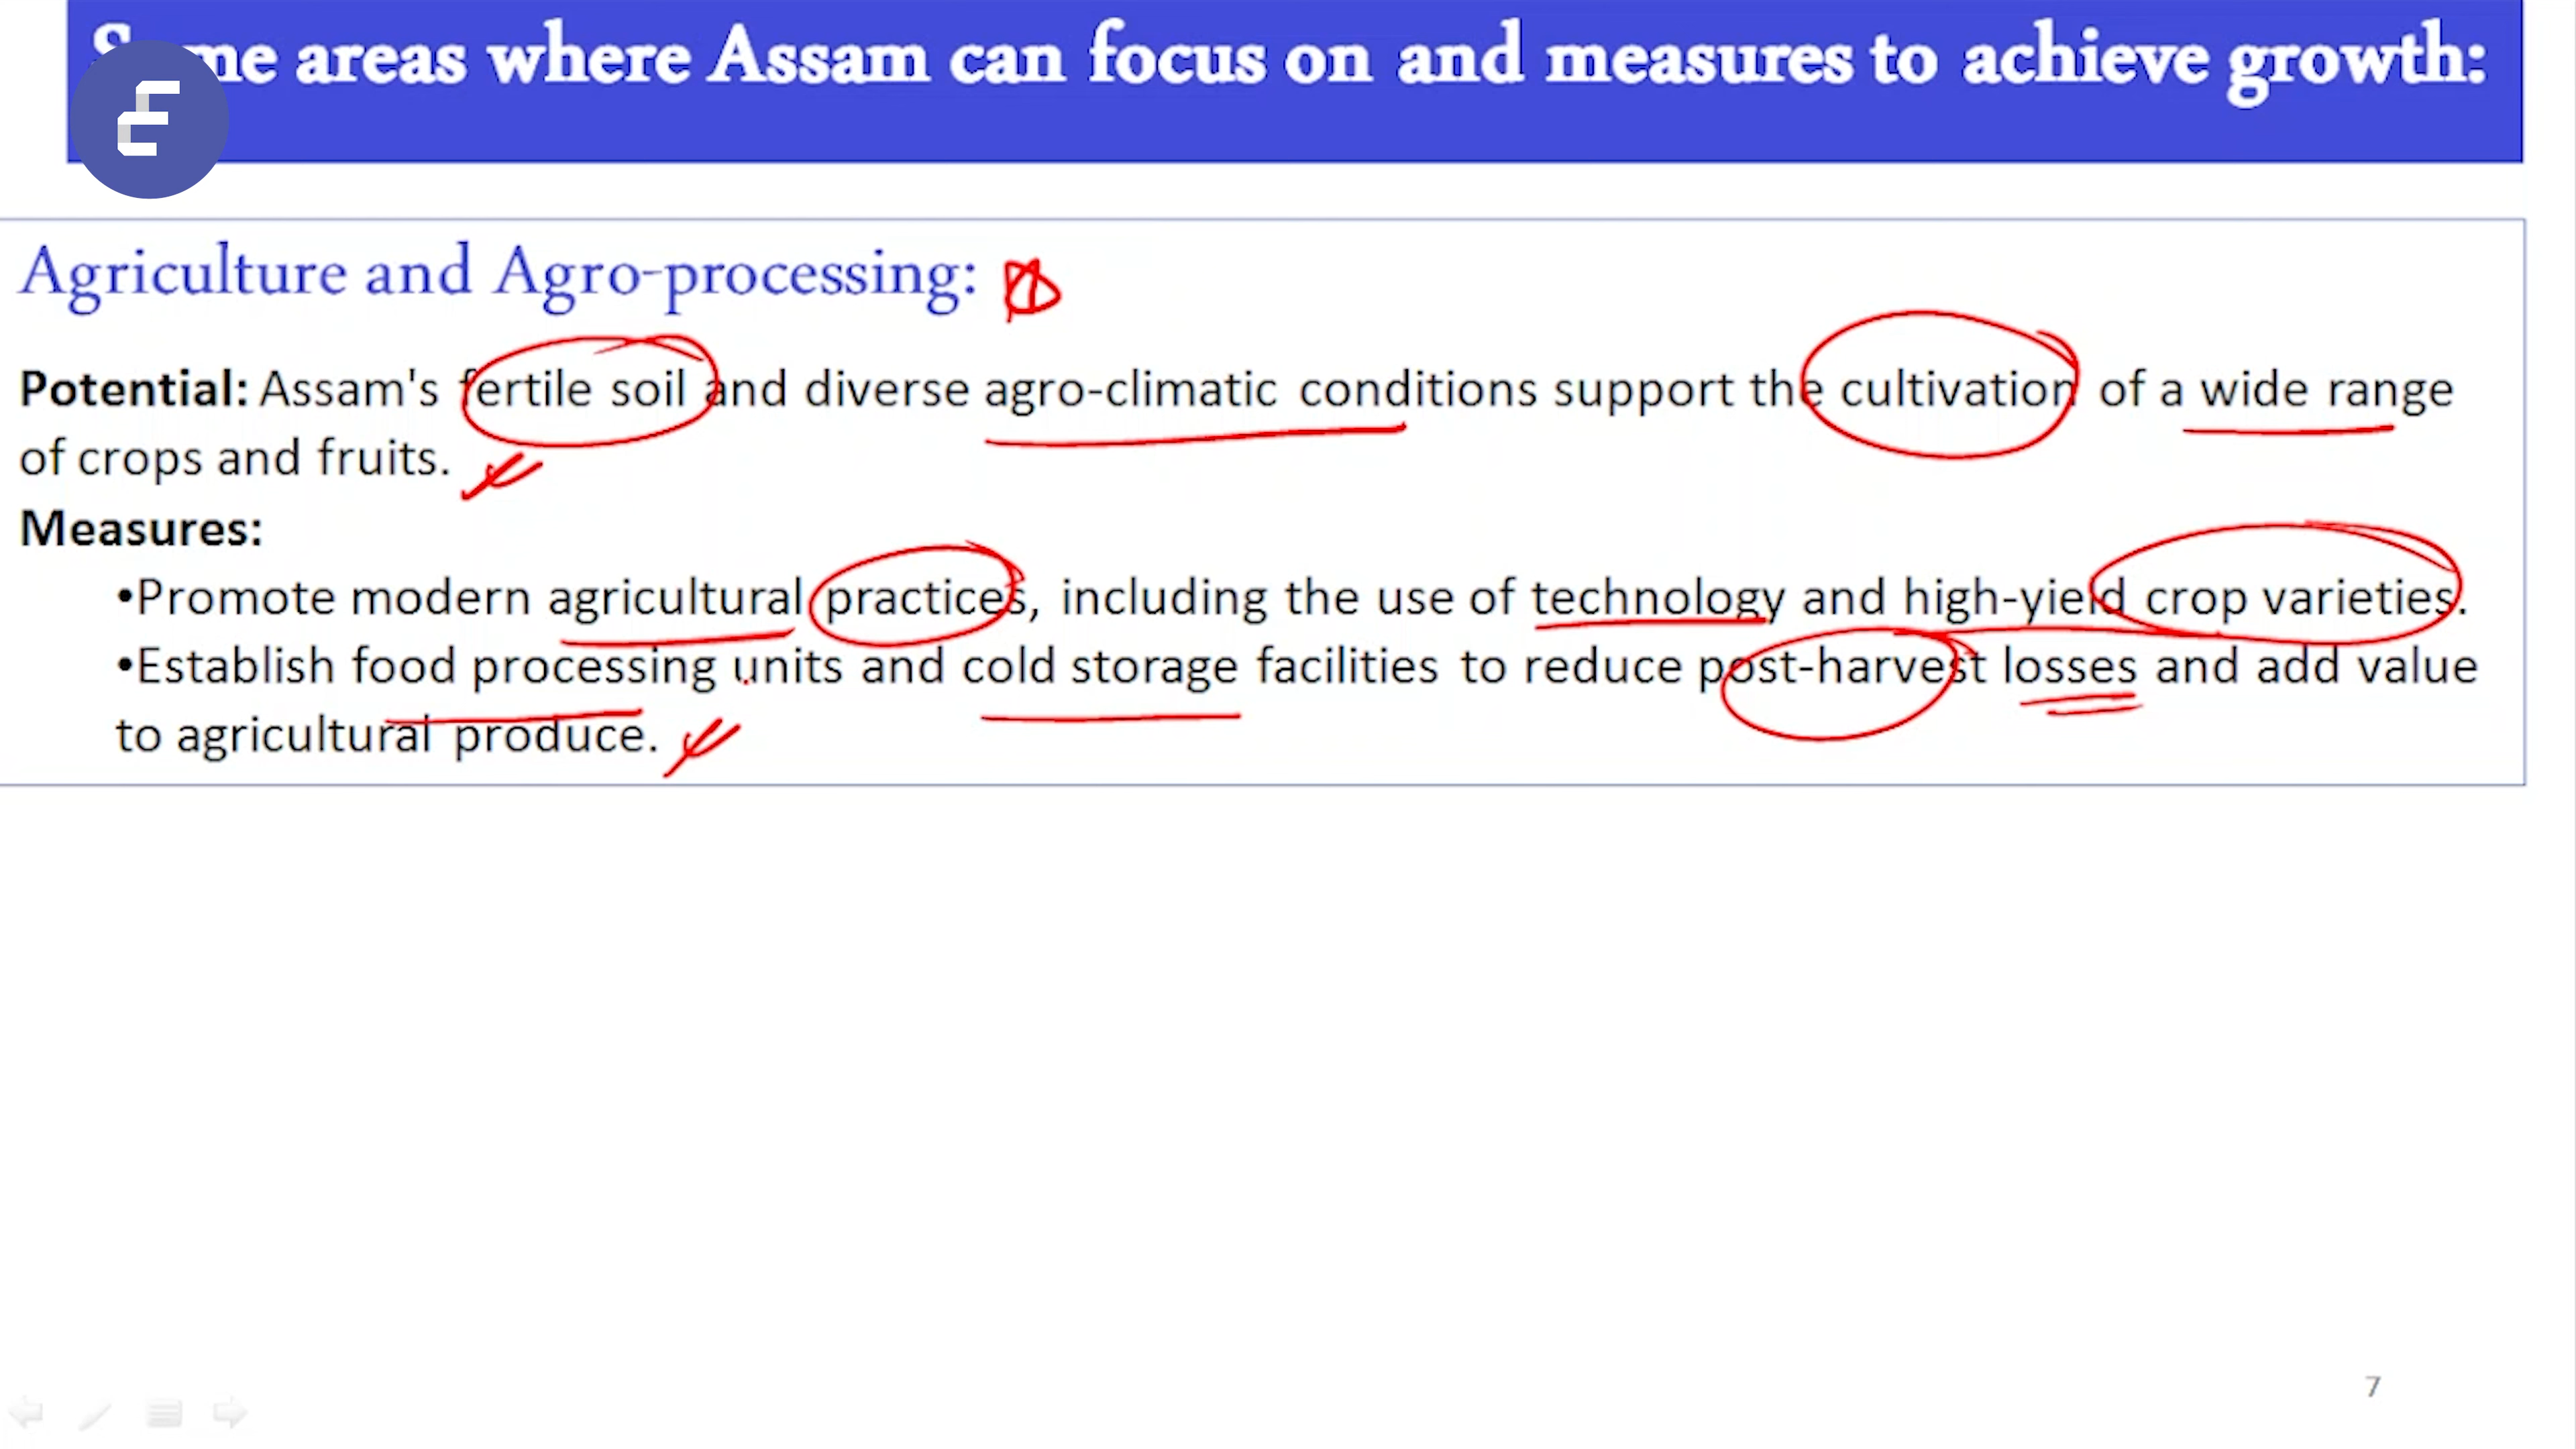 Some areas where Assam can focus on and measures to achieve growth:
Agriculture and Agro-processing:
Potential: Assam's fertile soil and diverse agro-climatic conditions support the cultivation of a wide range
of crops and fruits.
Measures:
•Promote modern agricultural practices, including the use of technology and high-yield crop varieties.
•Establish food processing units and cold storage facilities to reduce post-harvest losses and add value
to agricultural produce.
7